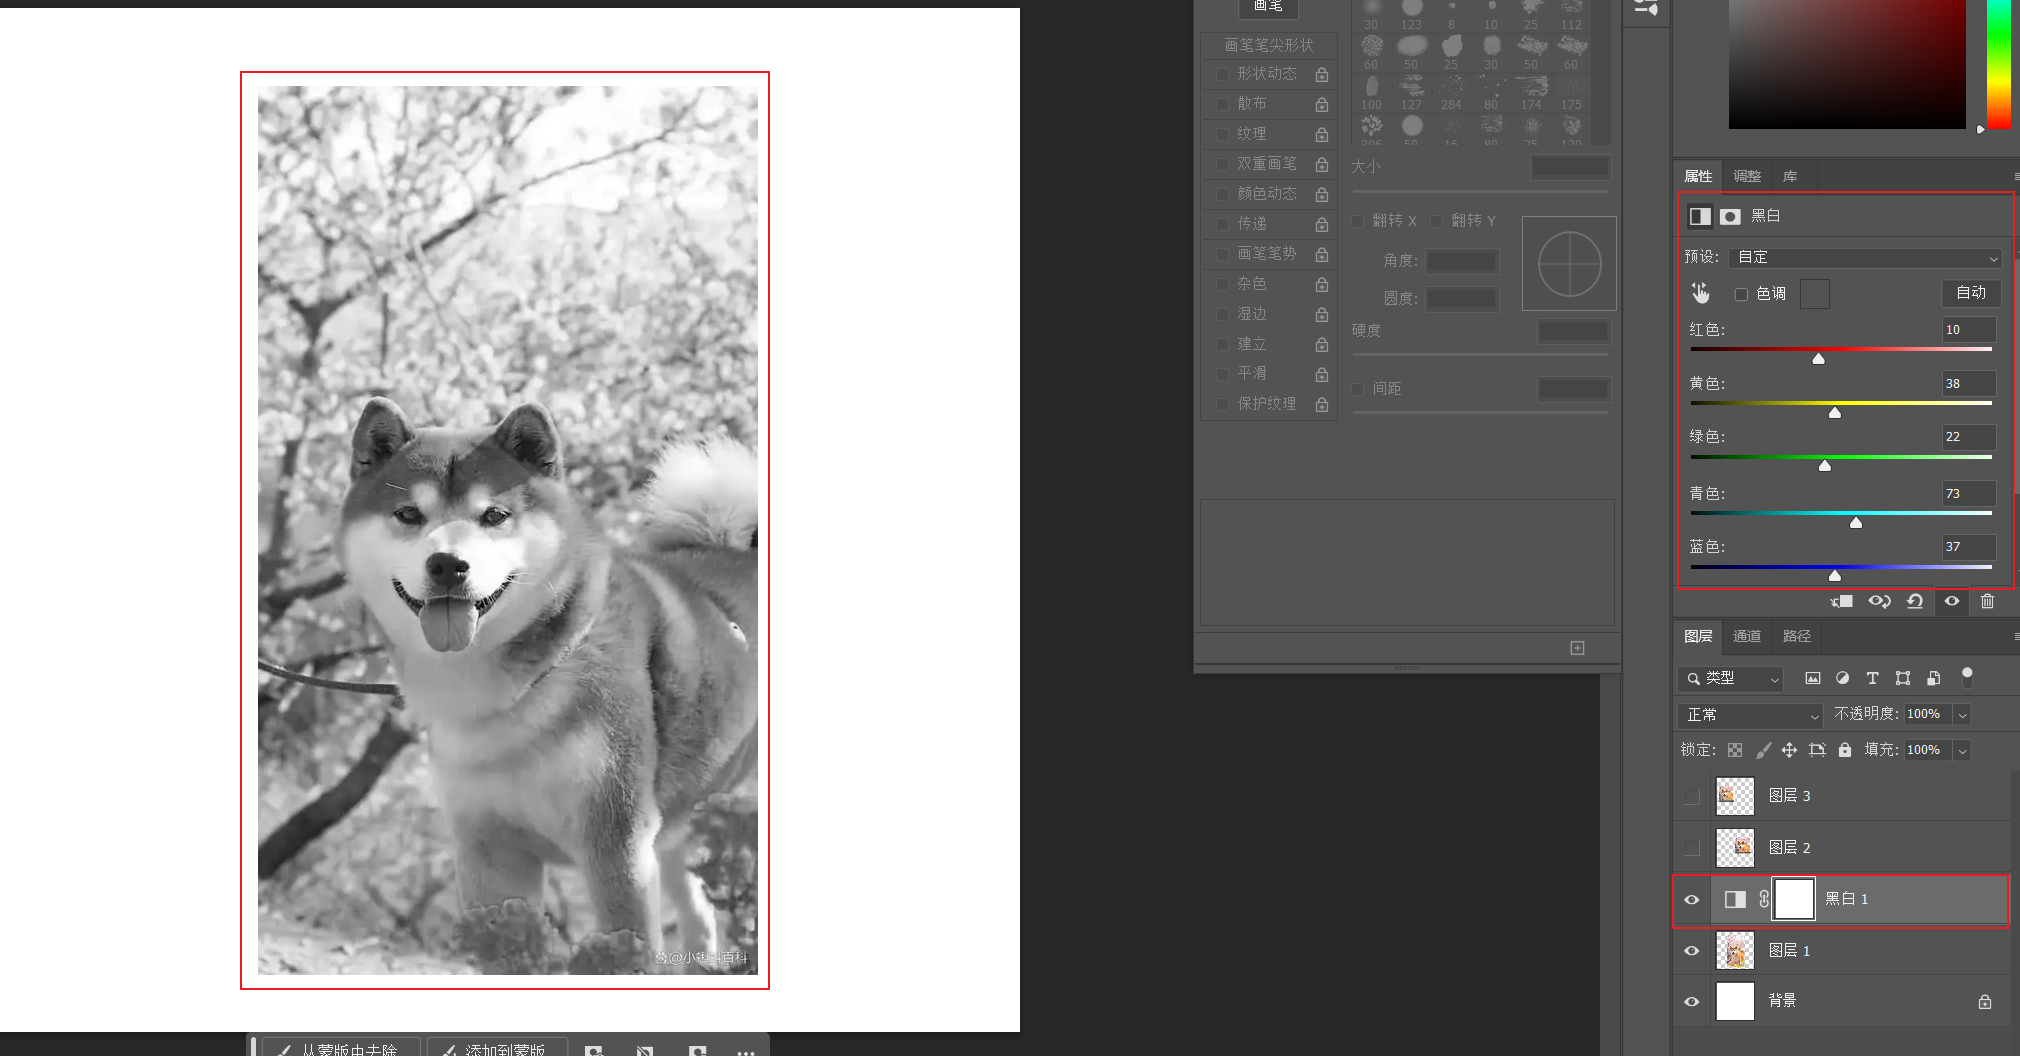 画笔
30 123 8 10 25 112
画笔笔尖形状
60 50 25 30 50 60
形状动态
散布
100 127 284 80 174 175
纹理
306 50 16 80 25 120
双重画笔
大小
颜色动态
传递
翻转 X 翻转 Y
画笔笔势
角度:
杂色
圆度:
湿边
硬度
建立
平滑
间距
保护纹理
属性 调整 库
黑白
预设: 自定
色调 自动
红色: 10
黄色: 38
绿色: 22
青色: 73
蓝色: 37
图层 通道 路径
类型
正常 不透明度: 100%
锁定: 填充: 100%
图层 3
图层 2
黑白 1
图层 1
背景
从蒙版中去除 添加到蒙版